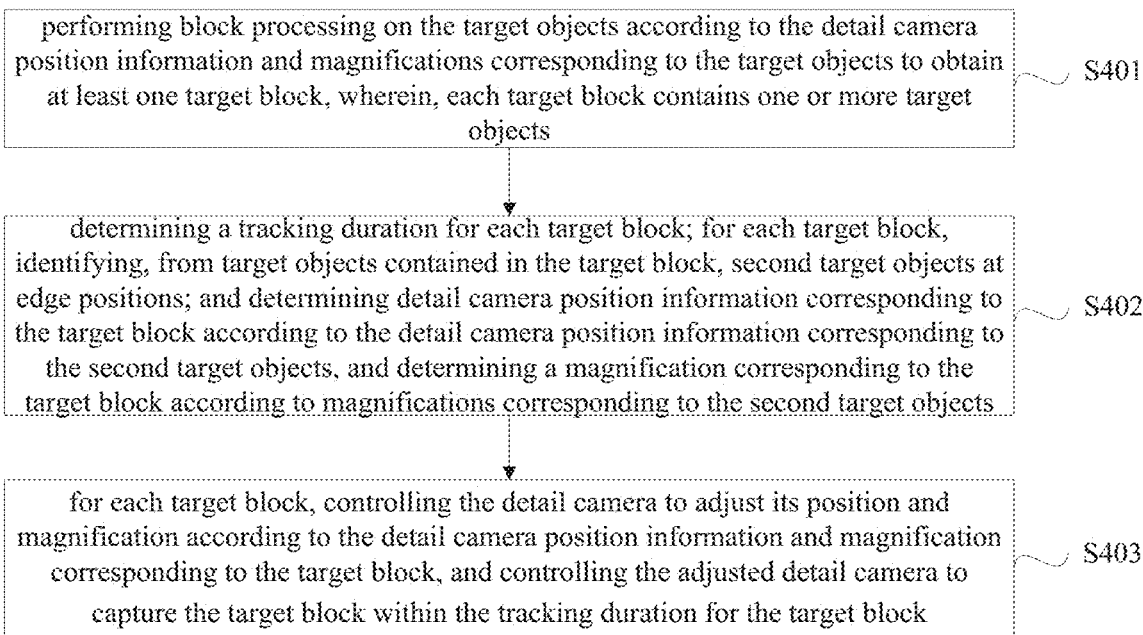 performing block processing on the target objects according to the detail camera
position information and magnifications corresponding to the target objects to obtain
at least one target block, wherein, each target block contains one or more target
objects
S401
determining a tracking duration for each target block; for each target block,
identifying, from target objects contained in the target block, second target objects at
edge positions; and determining detail camera position information corresponding to
the target block according to the detail camera position information corresponding to
the second target objects, and determining a magnification corresponding to the
target block according to magnifications corresponding to the second target objects
S402
for each target block, controlling the detail camera to adjust its position and
magnification according to the detail camera position information and magnification
corresponding to the target block, and controlling the adjusted detail camera to
capture the target block within the tracking duration for the target block
S403